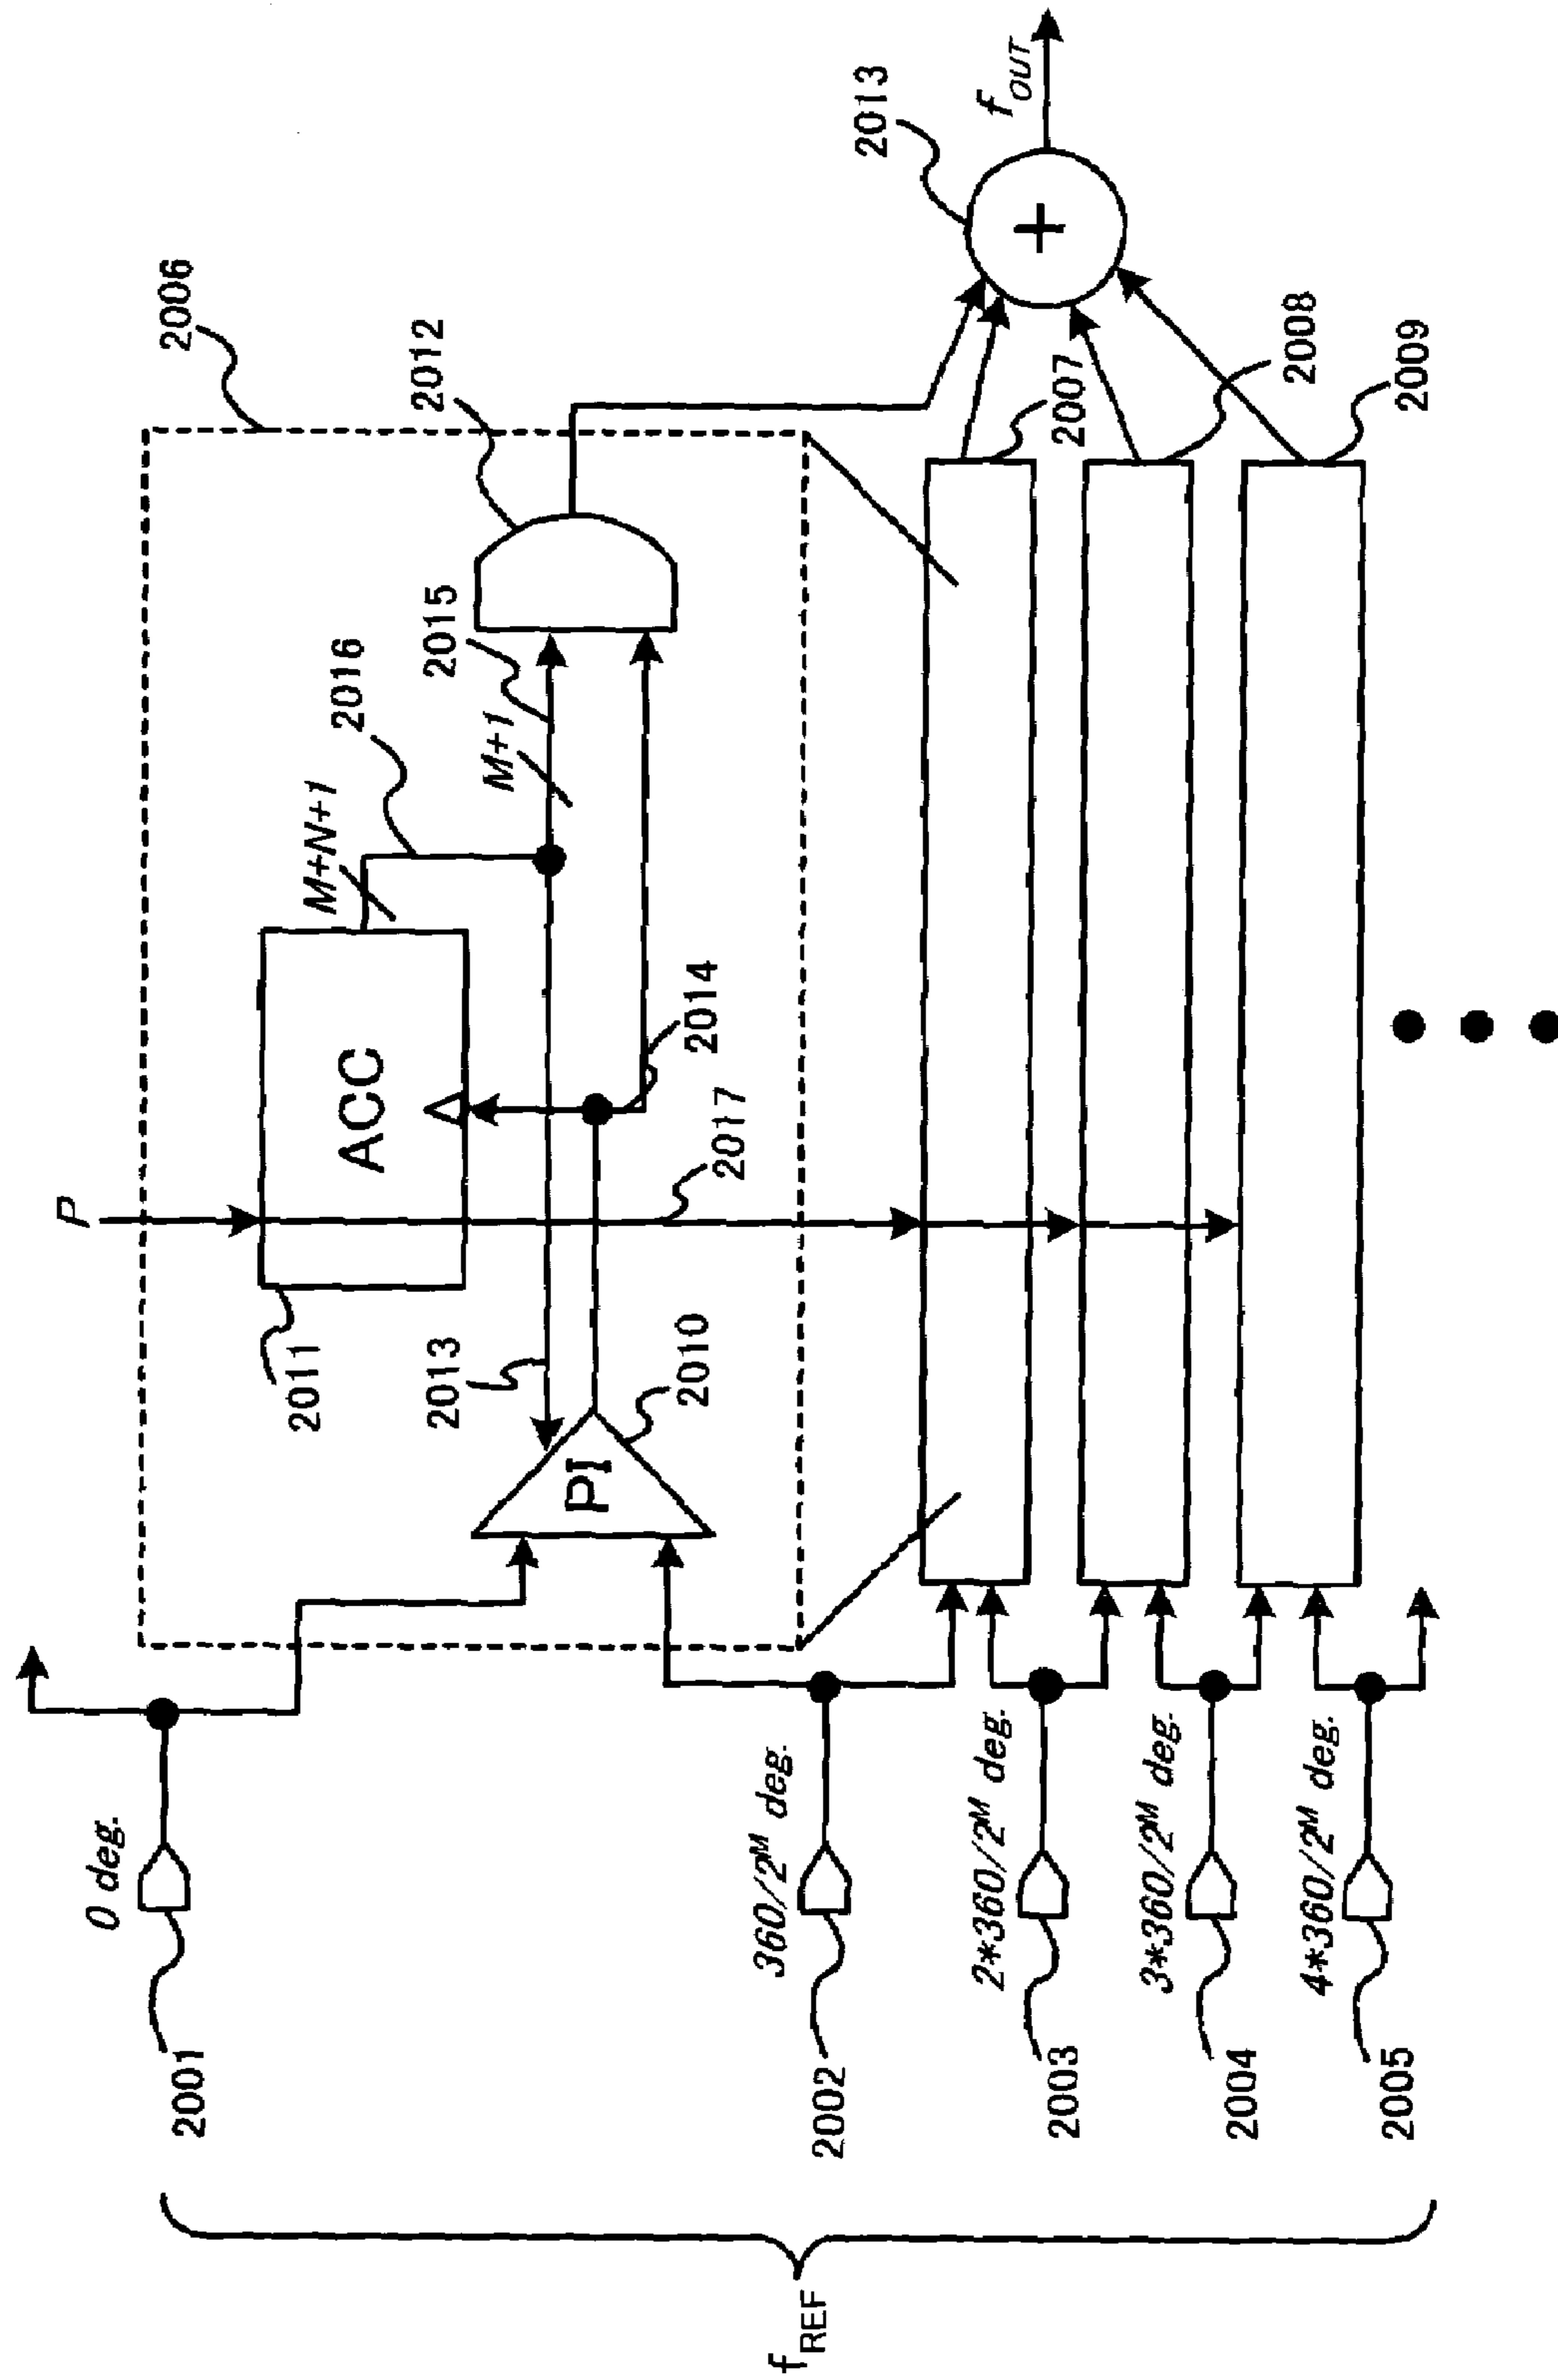 P
2006
2011
ACC
M+N+1
2016
2012
2013
PI
M+1
2015
2010
2017
2014
0 deg.
2001
360/2ᴹ deg.
2002
2*360/2ᴹ deg.
2003
3*360/2ᴹ deg.
2004
4*360/2ᴹ deg.
2005
fREF
2007
2008
2009
2013
+
fOUT